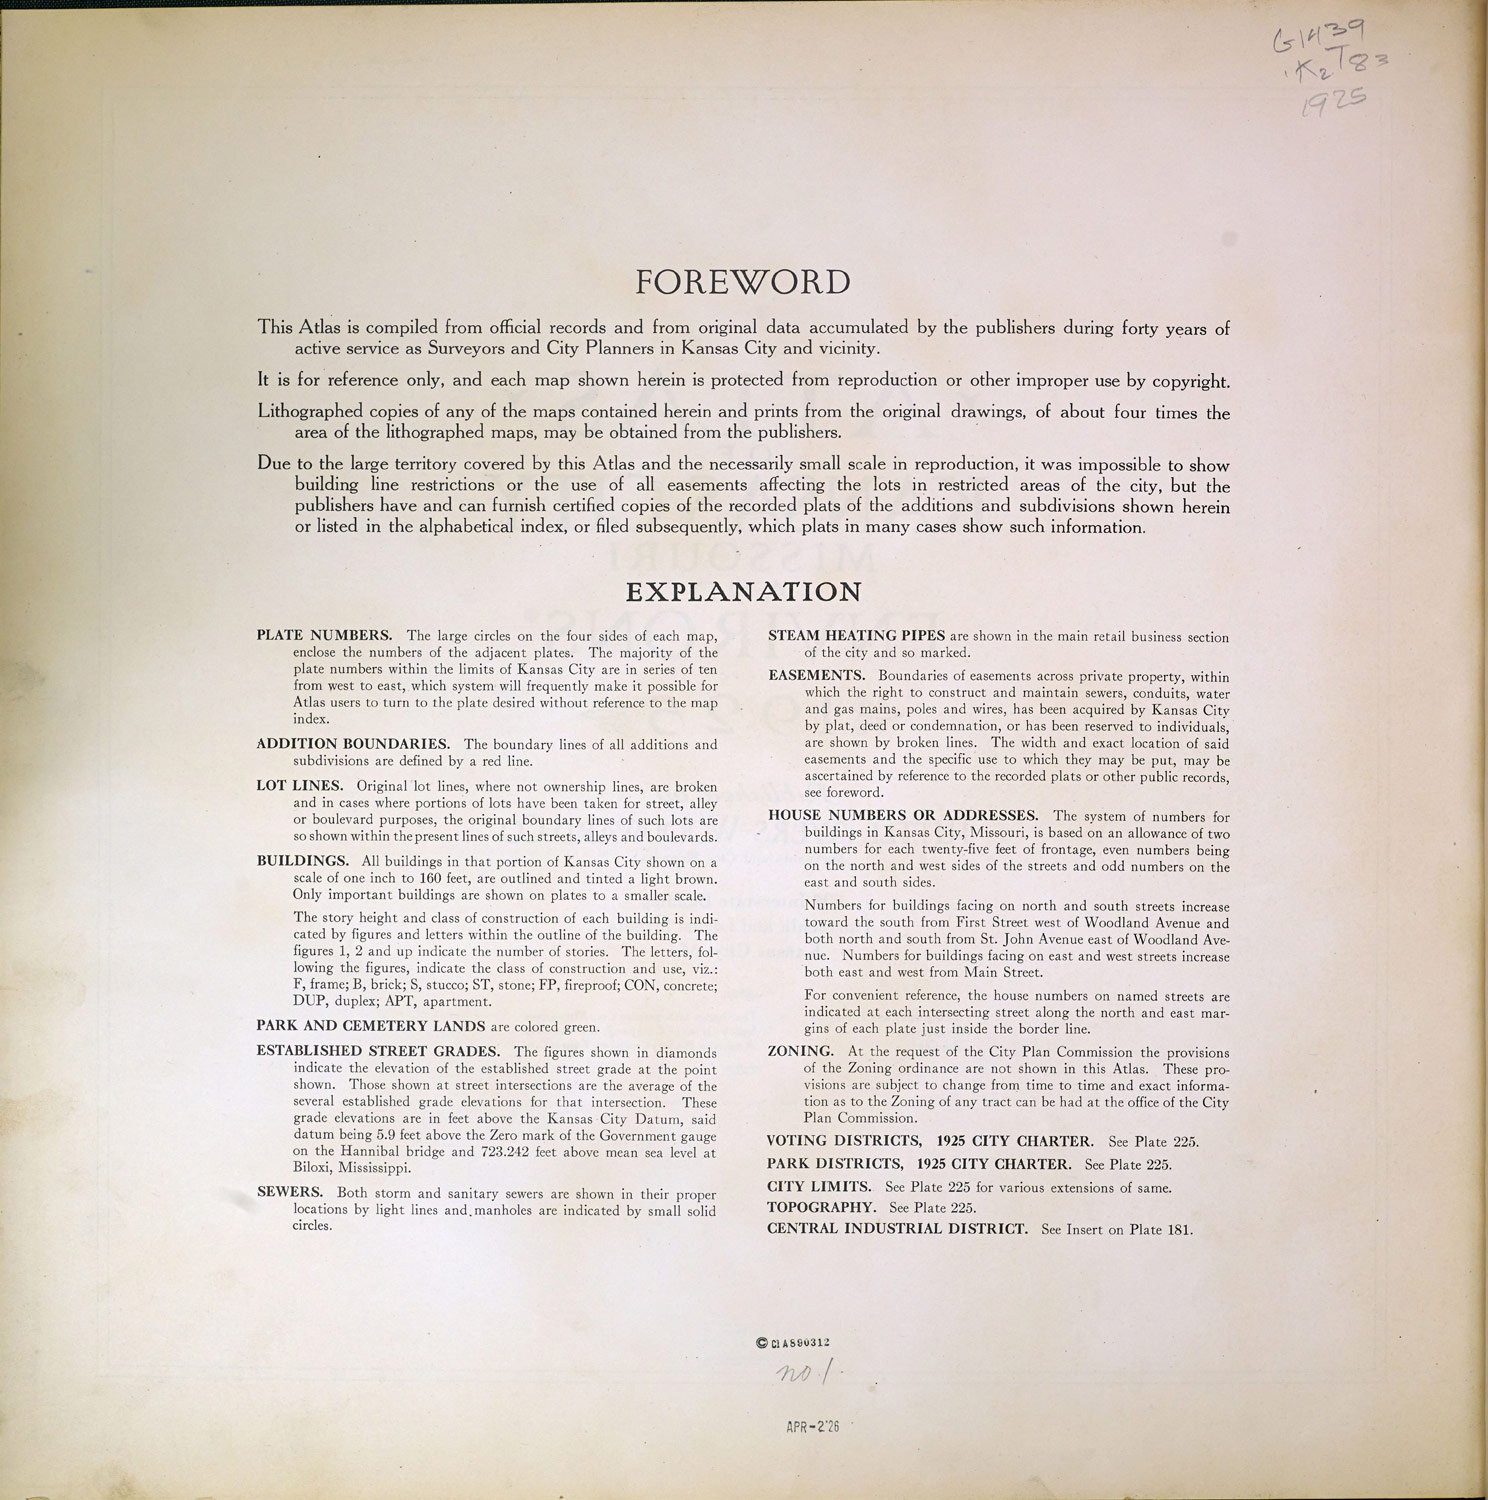 G1439
.K2T83
1925
FOREWORD
This Atlas is compiled from official records and from original data accumulated by the publishers during forty years of
active service as Surveyors and City Planners in Kansas City and vicinity.
It is for reference only, and each map shown herein is protected from reproduction or other improper use by copyright.
Lithographed copies of any of the maps contained herein and prints from the original drawings, of about four times the
area of the lithographed maps, may be obtained from the publishers.
Due to the large territory covered by this Atlas and the necessarily small scale in reproduction, it was impossible to show
building line restrictions or the use of all easements affecting the lots in restricted areas of the city, but the
publishers have and can furnish certified copies of the recorded plats of the additions and subdivisions shown herein
or listed in the alphabetical index, or filed subsequently, which plats in many cases show such information.
EXPLANATION
PLATE NUMBERS. The large circles on the four sides of each map,
enclose the numbers of the adjacent plates. The majority of the
plate numbers within the limits of Kansas City are in series of ten
from west to east, which system will frequently make it possible for
Atlas users to turn to the plate desired without reference to the map
index.
ADDITION BOUNDARIES. The boundary lines of all additions and
subdivisions are defined by a red line.
LOT LINES. Original lot lines, where not ownership lines, are broken
and in cases where portions of lots have been taken for street, alley
or boulevard purposes, the original boundary lines of such lots are
so shown within the present lines of such streets, alleys and boulevards.
BUILDINGS. All buildings in that portion of Kansas City shown on a
scale of one inch to 160 feet, are outlined and tinted a light brown.
Only important buildings are shown on plates to a smaller scale.
The story height and class of construction of each building is indi-
cated by figures and letters within the outline of the building. The
figures 1, 2 and up indicate the number of stories. The letters, fol-
lowing the figures, indicate the class of construction and use, viz.:
F, frame; B, brick; S, stucco; ST, stone; FP, fireproof; CON, concrete;
DUP, duplex; APT, apartment.
PARK AND CEMETERY LANDS are colored green.
ESTABLISHED STREET GRADES. The figures shown in diamonds
indicate the elevation of the established street grade at the point
shown. Those shown at street intersections are the average of the
several established grade elevations for that intersection. These
grade elevations are in feet above the Kansas City Datum, said
datum being 5.9 feet above the Zero mark of the Government gauge
on the Hannibal bridge and 723.242 feet above mean sea level at
Biloxi, Mississippi.
SEWERS. Both storm and sanitary sewers are shown in their proper
locations by light lines and manholes are indicated by small solid
circles.
STEAM HEATING PIPES are shown in the main retail business section
of the city and so marked.
EASEMENTS. Boundaries of easements across private property, within
which the right to construct and maintain sewers, conduits, water
and gas mains, poles and wires, has been acquired by Kansas City
by plat, deed or condemnation, or has been reserved to individuals,
are shown by broken lines. The width and exact location of said
easements and the specific use to which they may be put, may be
ascertained by reference to the recorded plats or other public records,
see foreword.
HOUSE NUMBERS OR ADDRESSES. The system of numbers for
buildings in Kansas City, Missouri, is based on an allowance of two
numbers for each twenty-five feet of frontage, even numbers being
on the north and west sides of the streets and odd numbers on the
east and south sides.
Numbers for buildings facing on north and south streets increase
toward the south from First Street west of Woodland Avenue and
both north and south from St. John Avenue east of Woodland Ave-
nue. Numbers for buildings facing on east and west streets increase
both east and west from Main Street.
For convenient reference, the house numbers on named streets are
indicated at each intersecting street along the north and east mar-
gins of each plate just inside the border line.
ZONING. At the request of the City Plan Commission the provisions
of the Zoning ordinance are not shown in this Atlas. These pro-
visions are subject to change from time to time and exact informa-
tion as to the Zoning of any tract can be had at the office of the City
Plan Commission.
VOTING DISTRICTS, 1925 CITY CHARTER. See Plate 225.
PARK DISTRICTS, 1925 CITY CHARTER. See Plate 225.
CITY LIMITS. See Plate 225 for various extensions of same.
TOPOGRAPHY. See Plate 225.
CENTRAL INDUSTRIAL DISTRICT. See Insert on Plate 181.
© Cl A 890312
no 1.
APR -2 '26